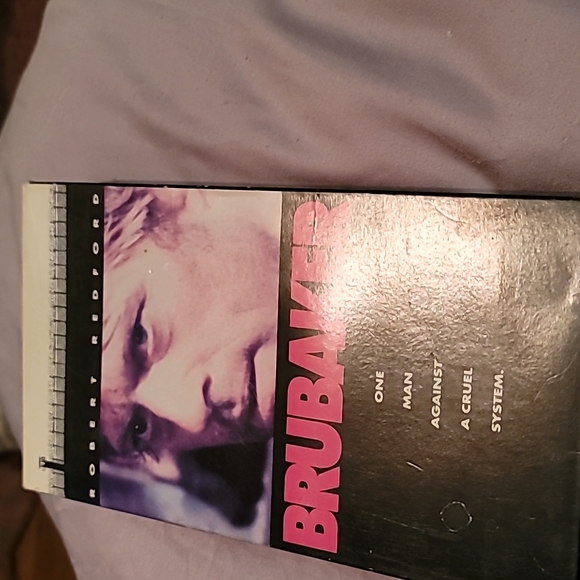 ROBERT REDFORD
BRUBAKER
ONE
MAN
AGAINST
A CRUEL
SYSTEM.